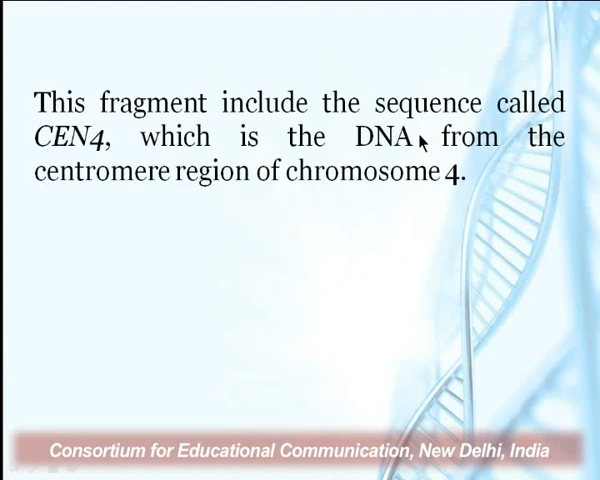 This fragment include the sequence called
CEN4, which is the DNA from the
centromere region of chromosome 4.
Consortium for Educational Communication, New Delhi, India